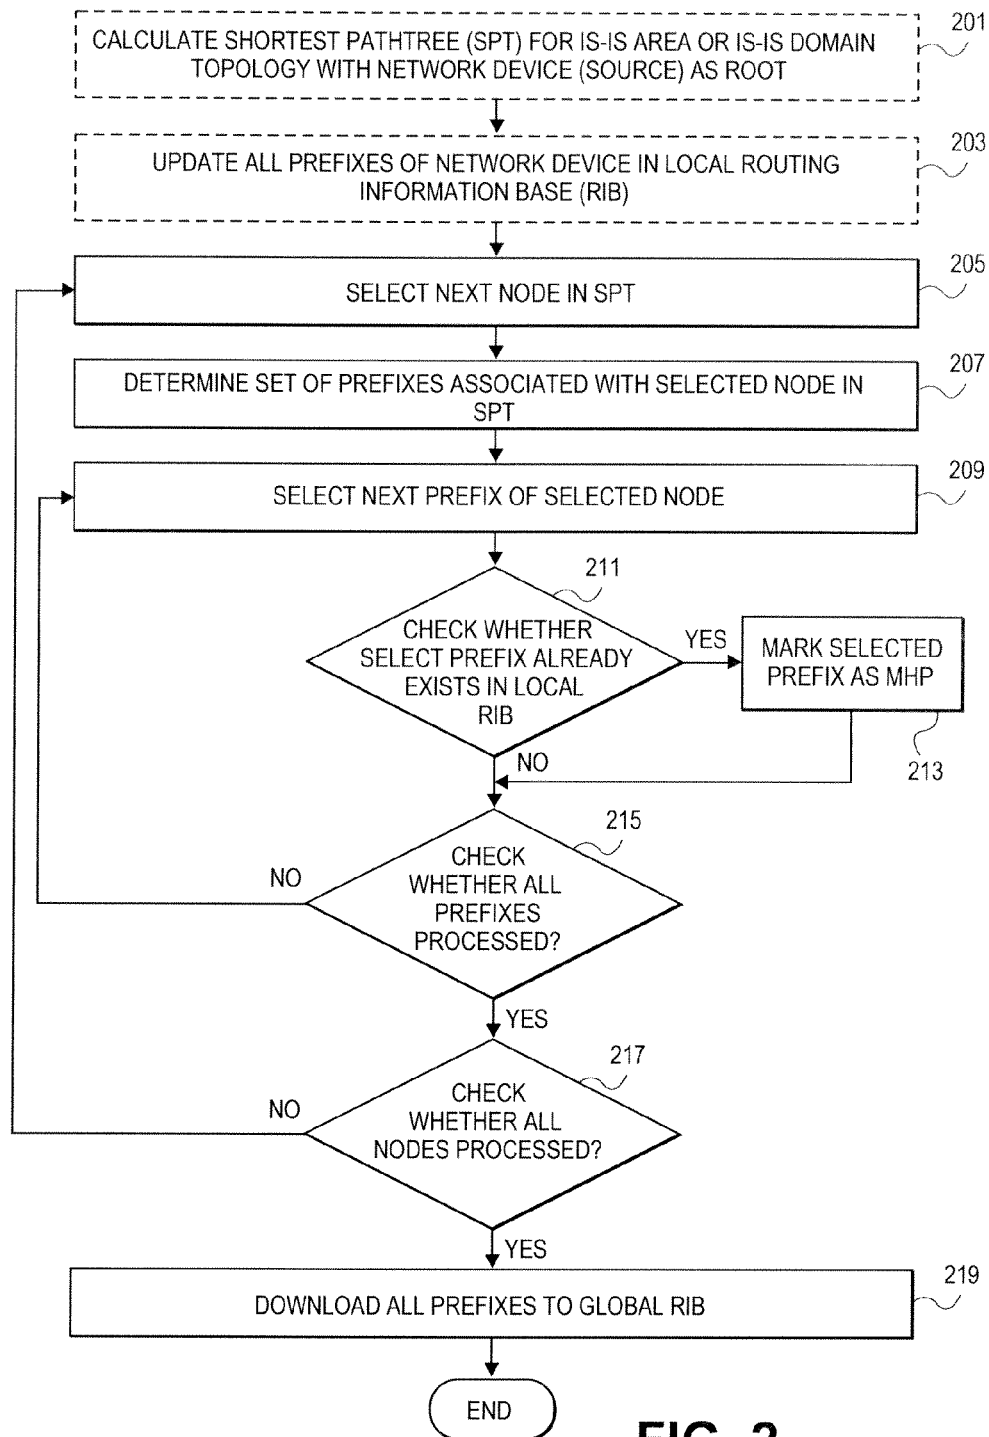 201
CALCULATE SHORTEST PATHTREE (SPT) FOR IS-IS AREA OR IS-IS DOMAIN
TOPOLOGY WITH NETWORK DEVICE (SOURCE) AS ROOT
203
UPDATE ALL PREFIXES OF NETWORK DEVICE IN LOCAL ROUTING
INFORMATION BASE (RIB)
205
SELECT NEXT NODE IN SPT
207
DETERMINE SET OF PREFIXES ASSOCIATED WITH SELECTED NODE IN
SPT
209
SELECT NEXT PREFIX OF SELECTED NODE
211
CHECK WHETHER
SELECT PREFIX ALREADY
EXISTS IN LOCAL
RIB
YES
MARK SELECTED
PREFIX AS MHP
213
NO
215
CHECK
WHETHER ALL
PREFIXES
PROCESSED?
NO
YES
217
CHECK
WHETHER ALL
NODES PROCESSED?
NO
YES
219
DOWNLOAD ALL PREFIXES TO GLOBAL RIB
END
FIG. 2